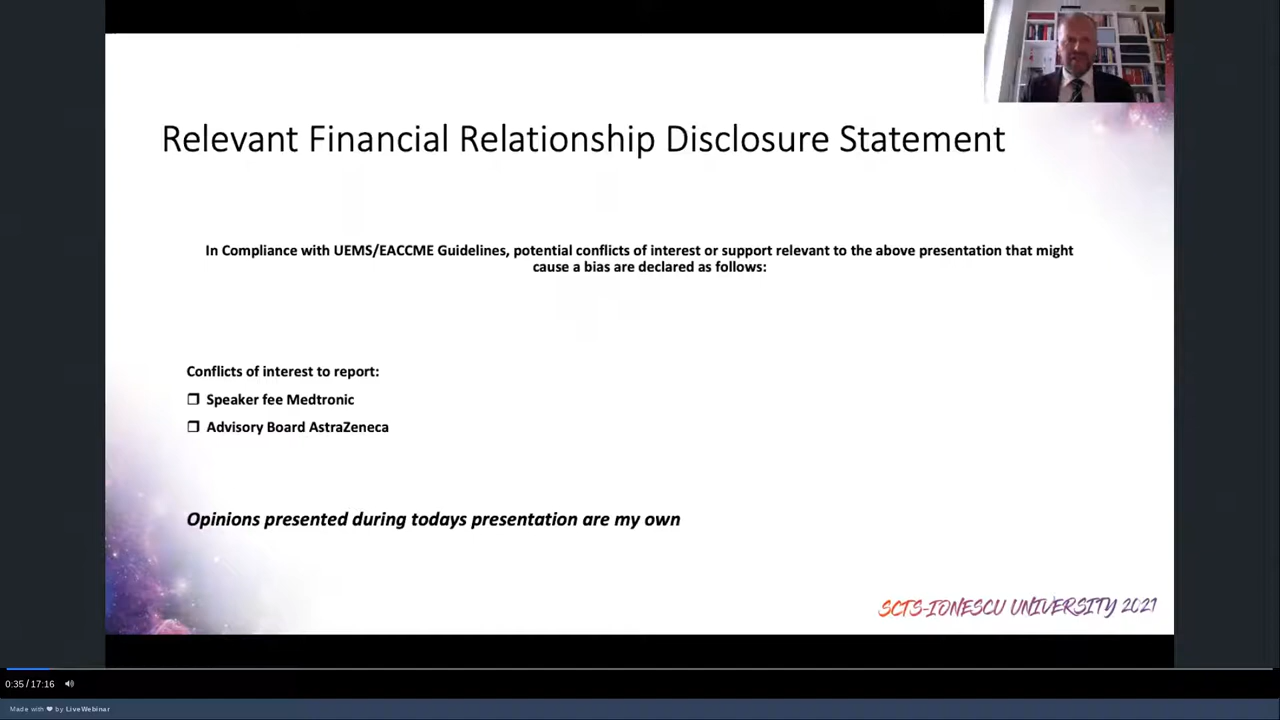 Relevant Financial Relationship Disclosure Statement
In Compliance with UEMS/EACCME Guidelines, potential conflicts of interest or support relevant to the above presentation that might
cause a bias are declared as follows:
Conflicts of interest to report:
❐ Speaker fee Medtronic
❐ Advisory Board AstraZeneca
Opinions presented during todays presentation are my own
SCTS-IONESCU UNIVERSITY 2021
0:35 / 17:16
Made with ❤ by LiveWebinar